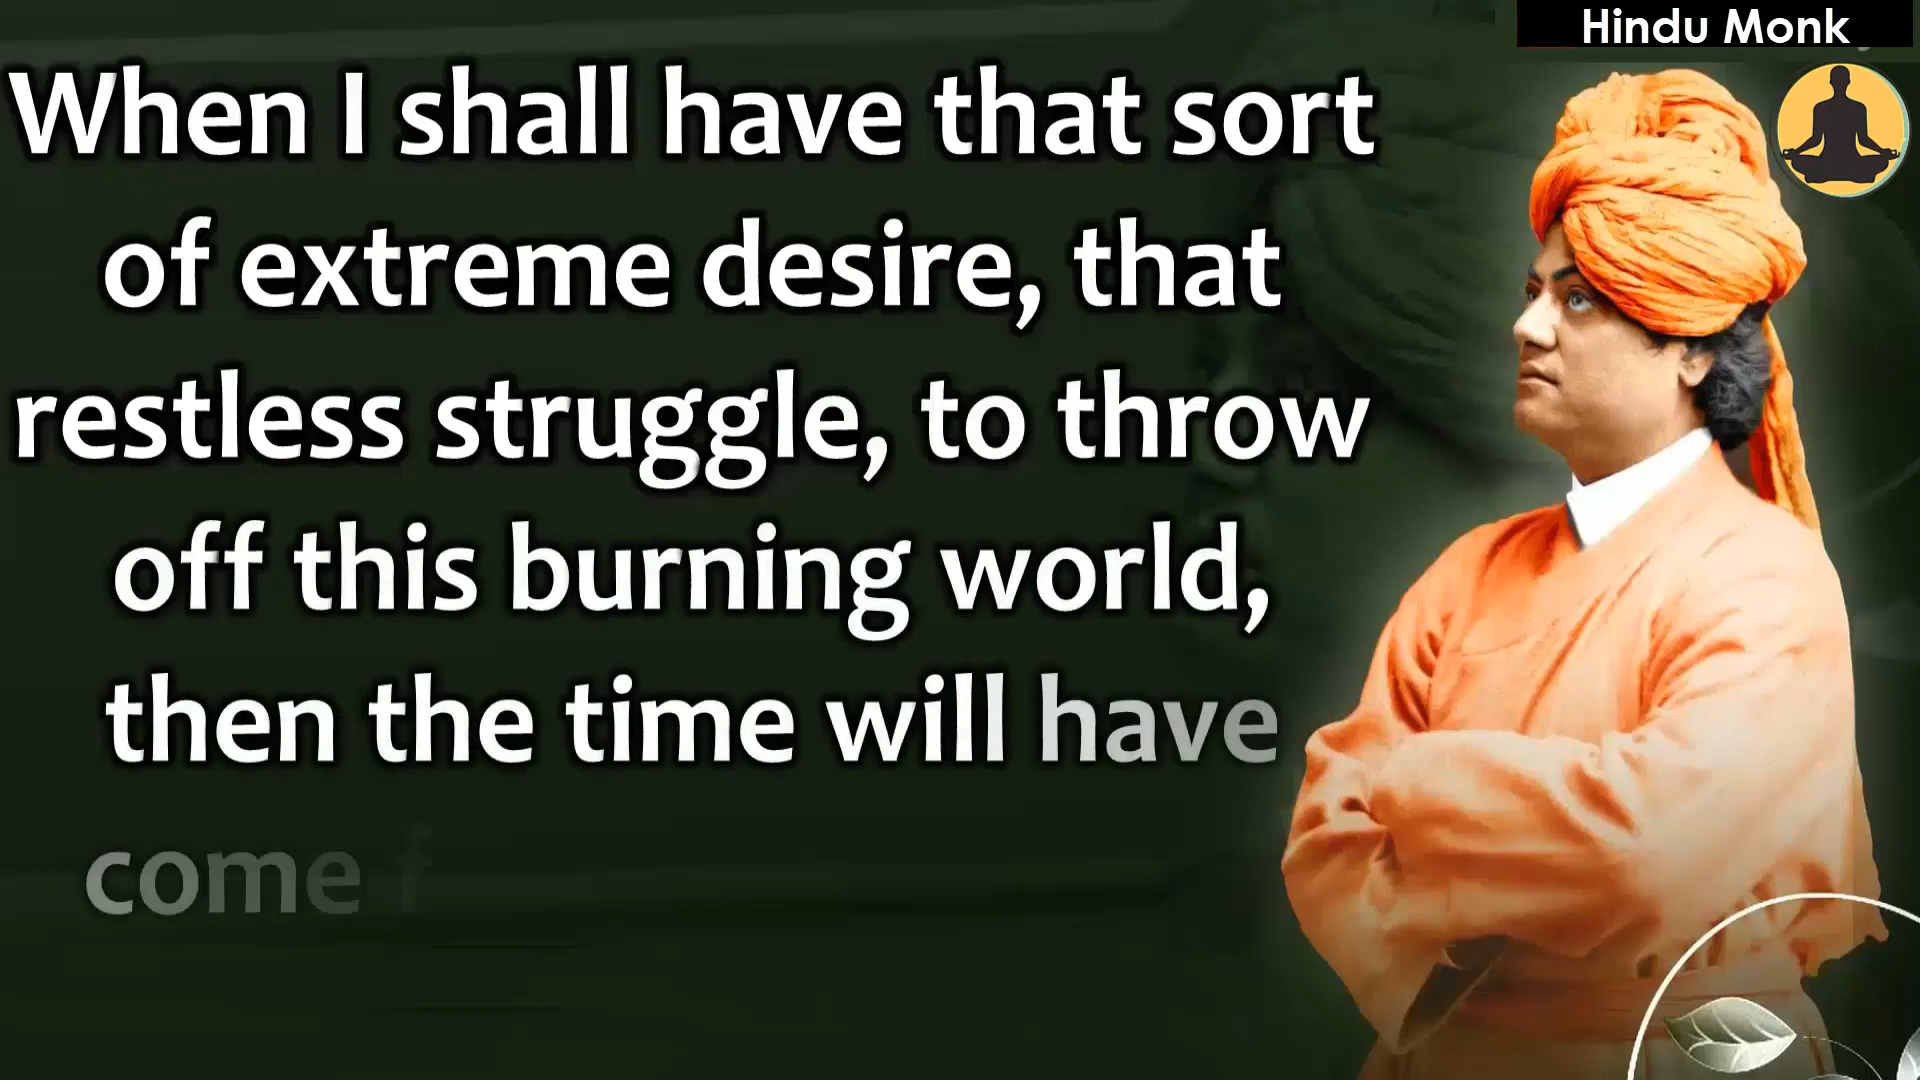 Hindu Monk
When I shall have that sort
of extreme desire, that
restless struggle, to throw
off this burning world,
then the time will have
come f